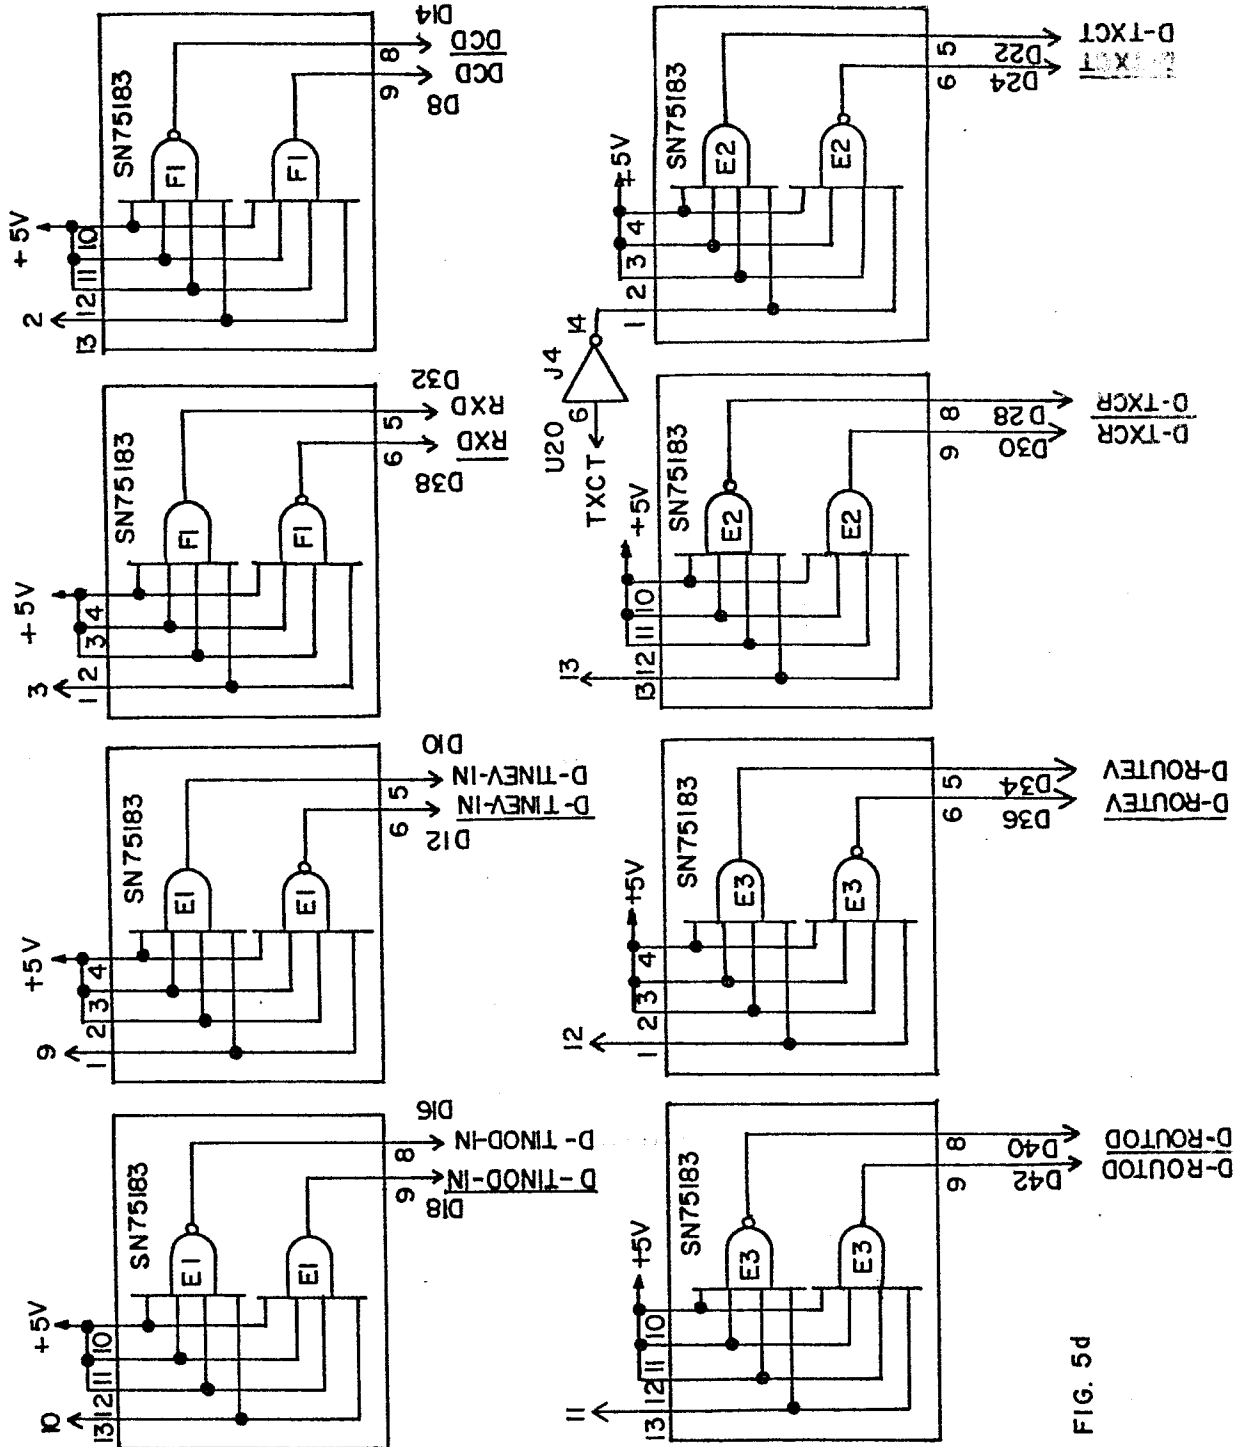 D14
DCD
DCD
8
9
D8
SN75183
F1
F1
+5V
10
11
12
13
2
D32
RXD
RXD
5
6
D38
SN75183
F1
F1
+5V
4
3
2
1
3
D10
D-TINEV-IN
D-TINEV-IN
5
6
D12
SN75183
E1
E1
+5V
4
3
2
1
9
D16
D-TINOD-IN
D-TINOD-IN
8
9
D18
SN75183
E1
E1
+5V
10
11
12
13
10
D-TXCT
D22
D24
5
6
SN75183
E2
E2
+5V
4
3
2
1
14
J4
6
U20
TXCT
D-TXCR
D-TXCR
D28
D30
8
9
SN75183
E2
E2
+5V
10
11
12
13
13
D-ROUTEV
D-ROUTEV
D34
D36
5
6
SN75183
E3
E3
+5V
4
3
2
1
12
D-ROUTOD
D-ROUTOD
D40
D42
8
9
SN75183
E3
E3
+5V
10
11
12
13
11
FIG. 5d